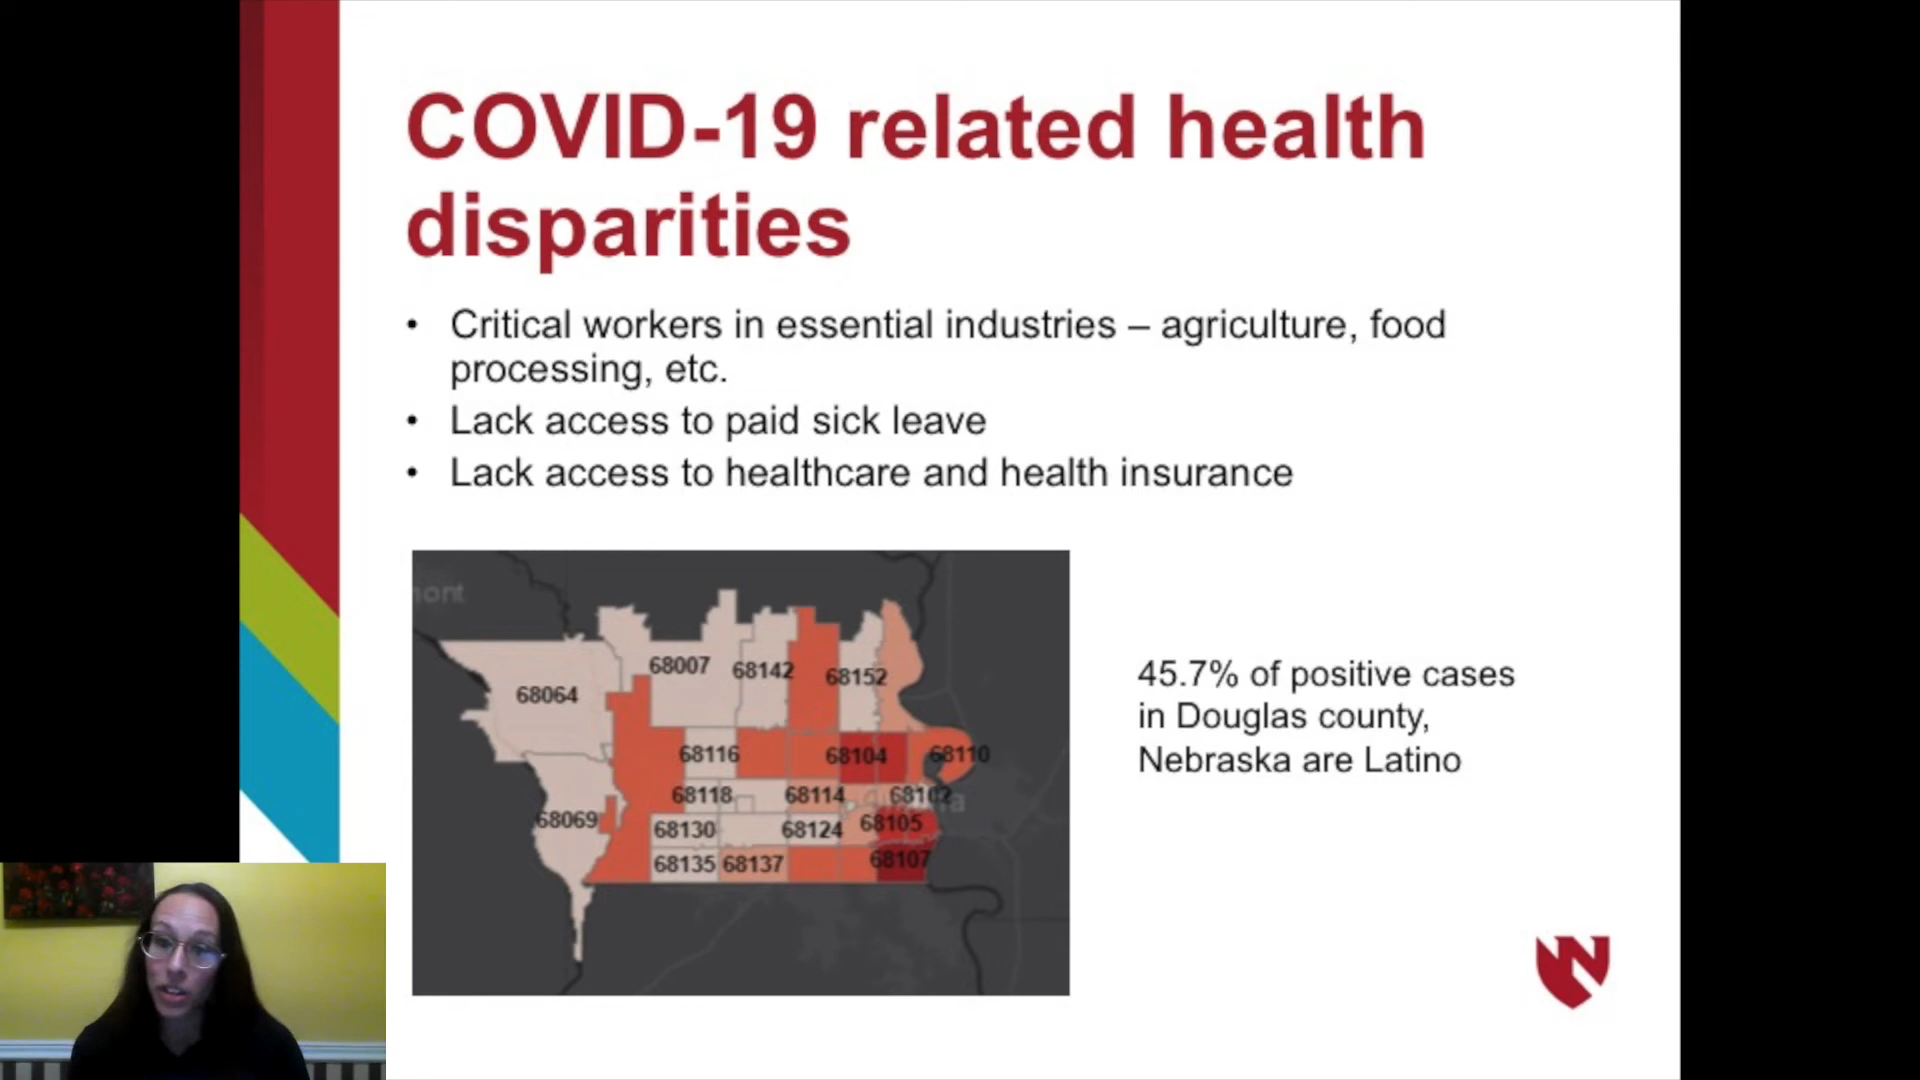 COVID-19 related health
disparities
• Critical workers in essential industries – agriculture, food
processing, etc.
• Lack access to paid sick leave
• Lack access to healthcare and health insurance
68007
68142
68152
68064
68116
68104
68110
68118
68114
68102
68069
68130
68124
68105
68135
68137
68107
45.7% of positive cases
in Douglas county,
Nebraska are Latino
N